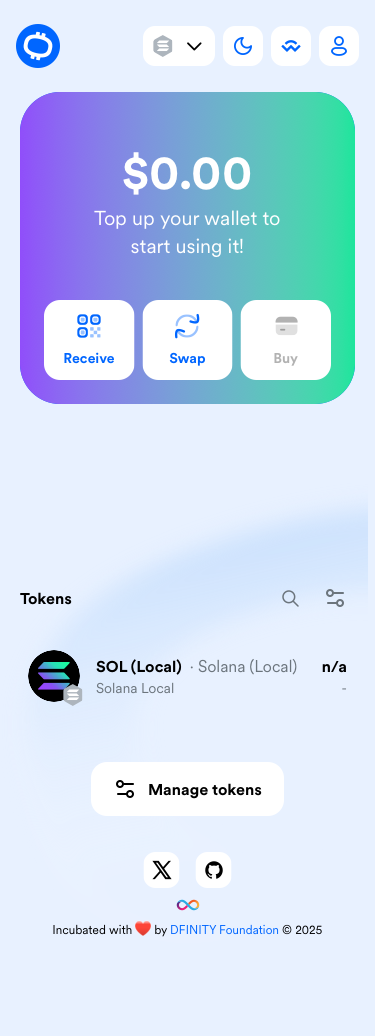 $0.00
Top up your wallet to
start using it!
Receive Swap Buy
Tokens
SOL (Local) · Solana (Local) n/a
Solana Local -
Manage tokens
Incubated with ❤️ by DFINITY Foundation © 2025